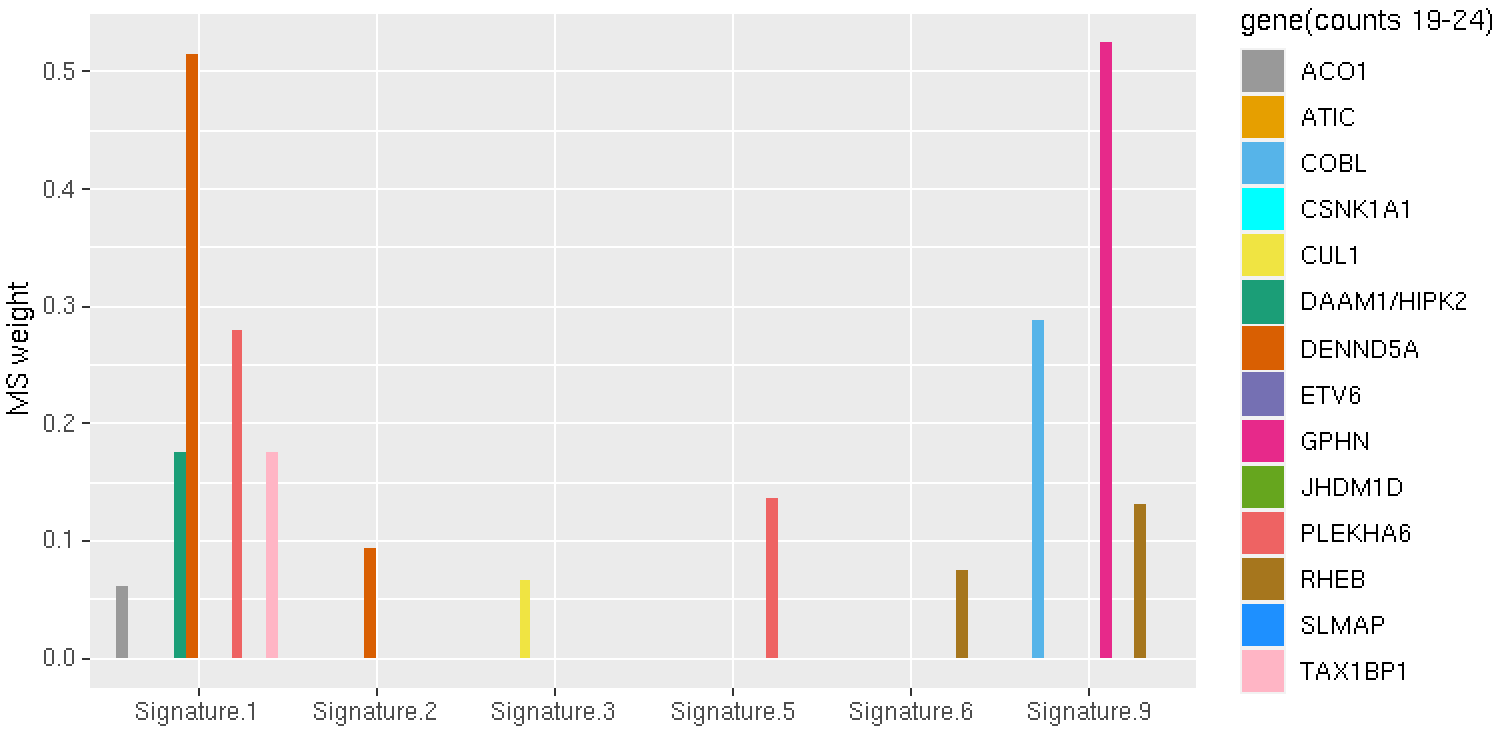 gene(counts 19-24)
ACO1
ATIC
COBL
CSNK1A1
CUL1
DAAM1/HIPK2
DENND5A
ETV6
GPHN
JHDM1D
PLEKHA6
RHEB
SLMAP
TAX1BP1
MS weight
0.5
0.4
0.3
0.2
0.1
0.0
Signature.1 Signature.2 Signature.3 Signature.5 Signature.6 Signature.9